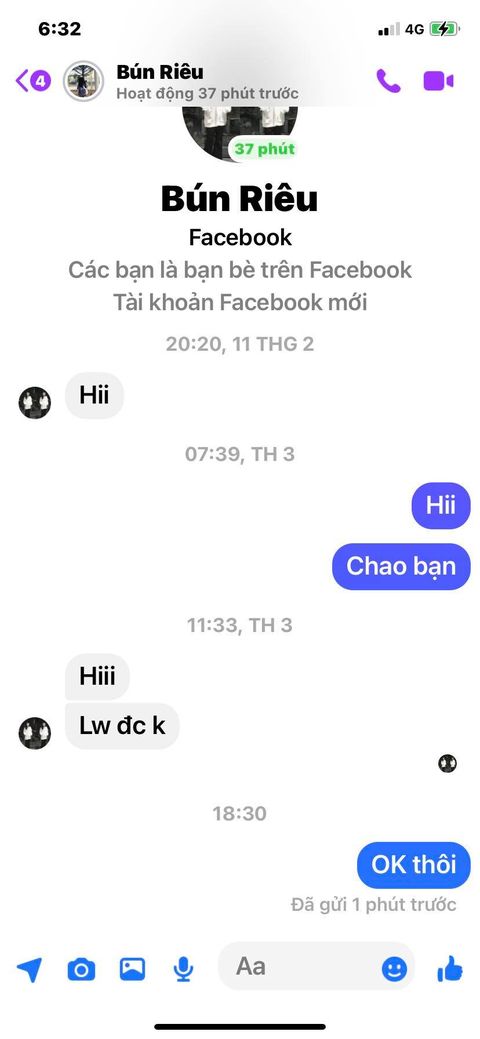 6:32
4G
4
Bún Riêu
Hoạt động 37 phút trước
37 phút
Bún Riêu
Facebook
Các bạn là bạn bè trên Facebook
Tài khoản Facebook mới
20:20, 11 THG 2
Hii
07:39, TH 3
Hii
Chao bạn
11:33, TH 3
Hiii
Lw đc k
18:30
OK thôi
Đã gửi 1 phút trước
Aa